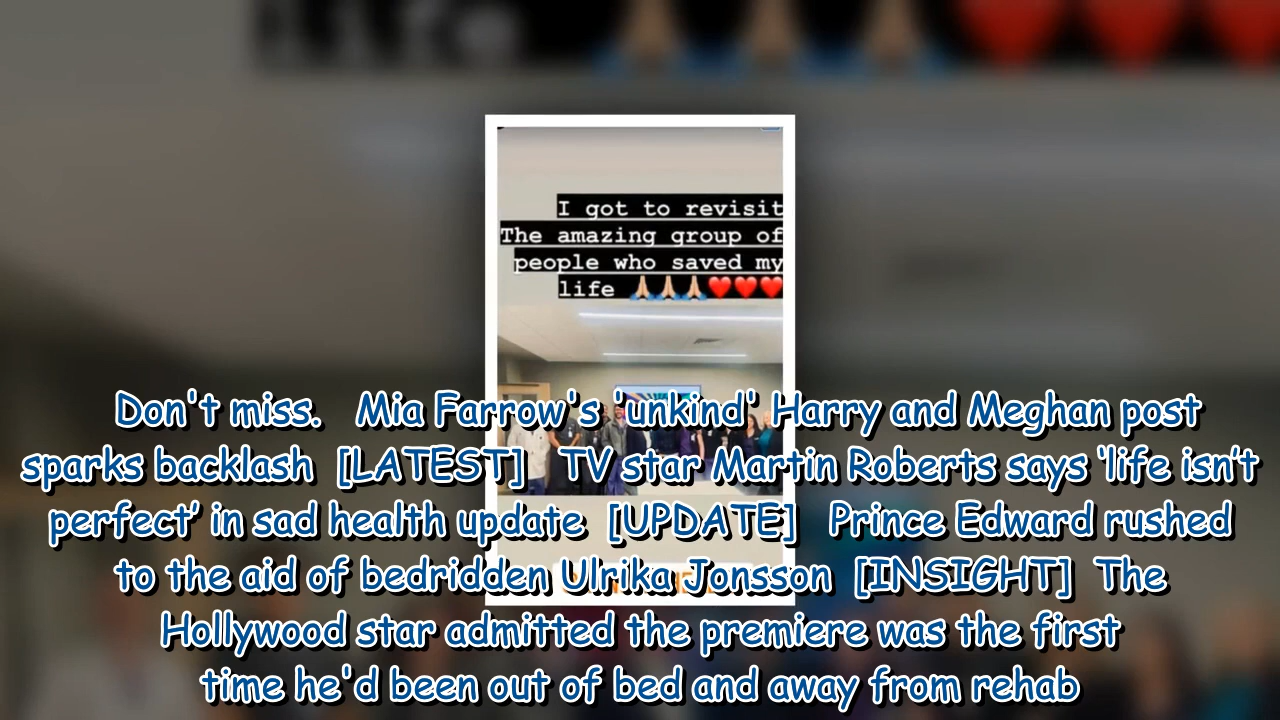 I got to revisit
The amazing group of
people who saved my
life 🙏🏼🙏🏼🙏🏼❤️❤️❤️
Don't miss. Mia Farrow's 'unkind' Harry and Meghan post
sparks backlash [LATEST] TV star Martin Roberts says ‘life isn’t
perfect’ in sad health update [UPDATE] Prince Edward rushed
to the aid of bedridden Ulrika Jonsson [INSIGHT] The
Hollywood star admitted the premiere was the first
time he'd been out of bed and away from rehab